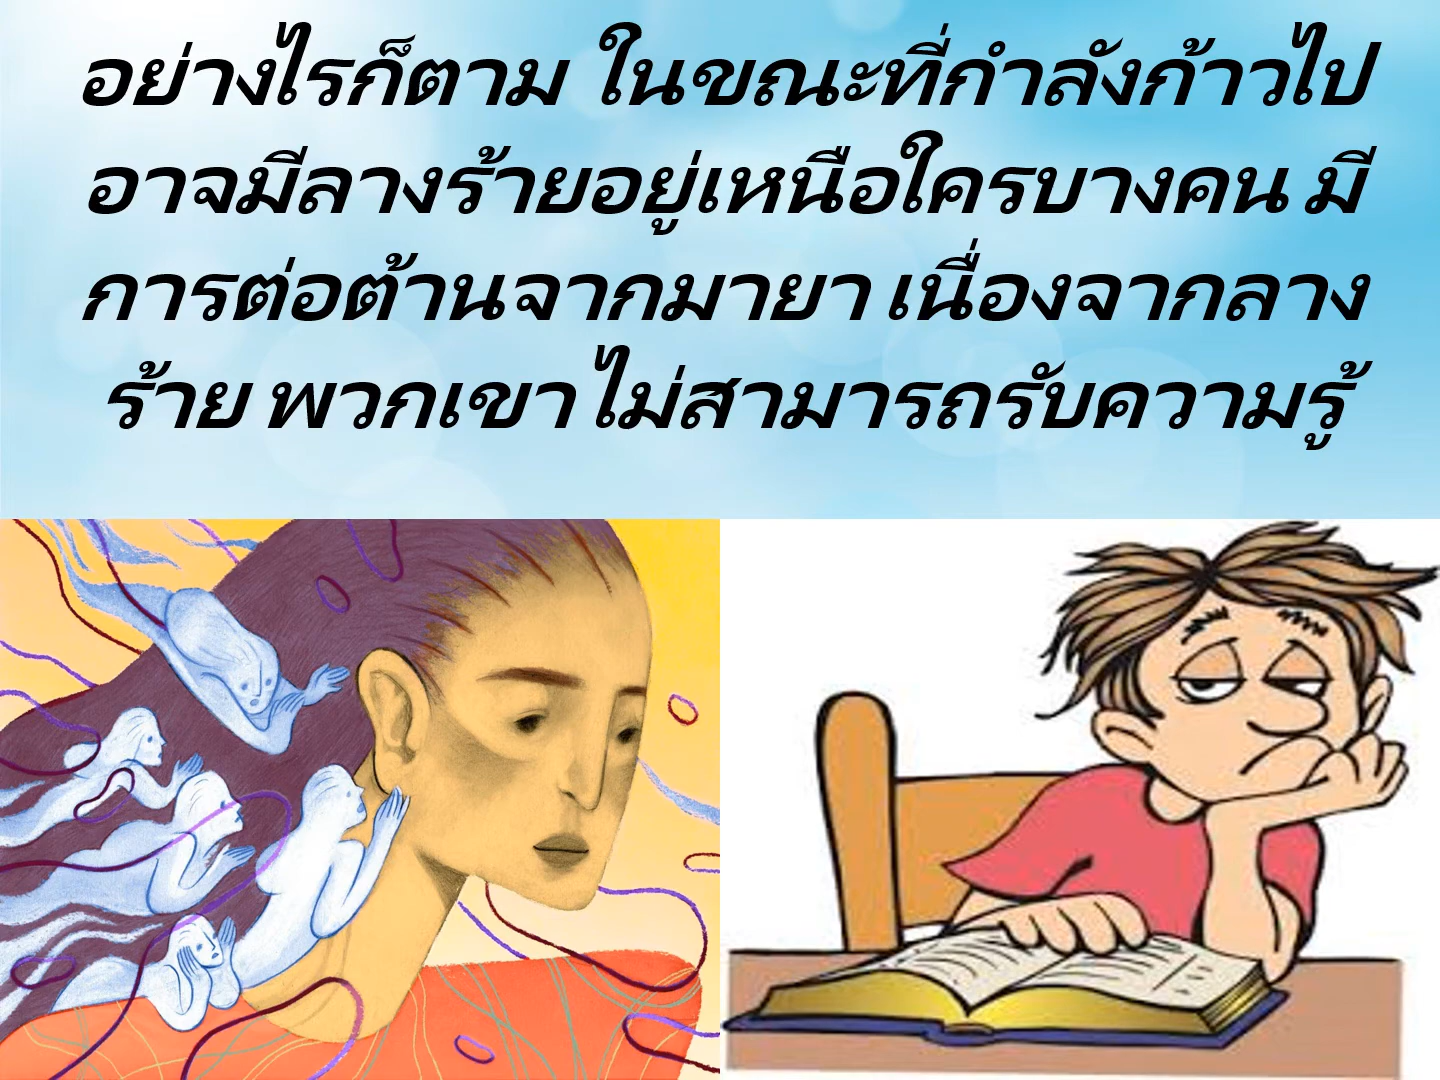 อย่างไรก็ตาม ในขณะที่กำลังก้าวไป
อาจมีลางร้ายอยู่เหนือใครบางคน มี
การต่อต้านจากมายา เนื่องจากลาง
ร้าย พวกเขาไม่สามารถรับความรู้